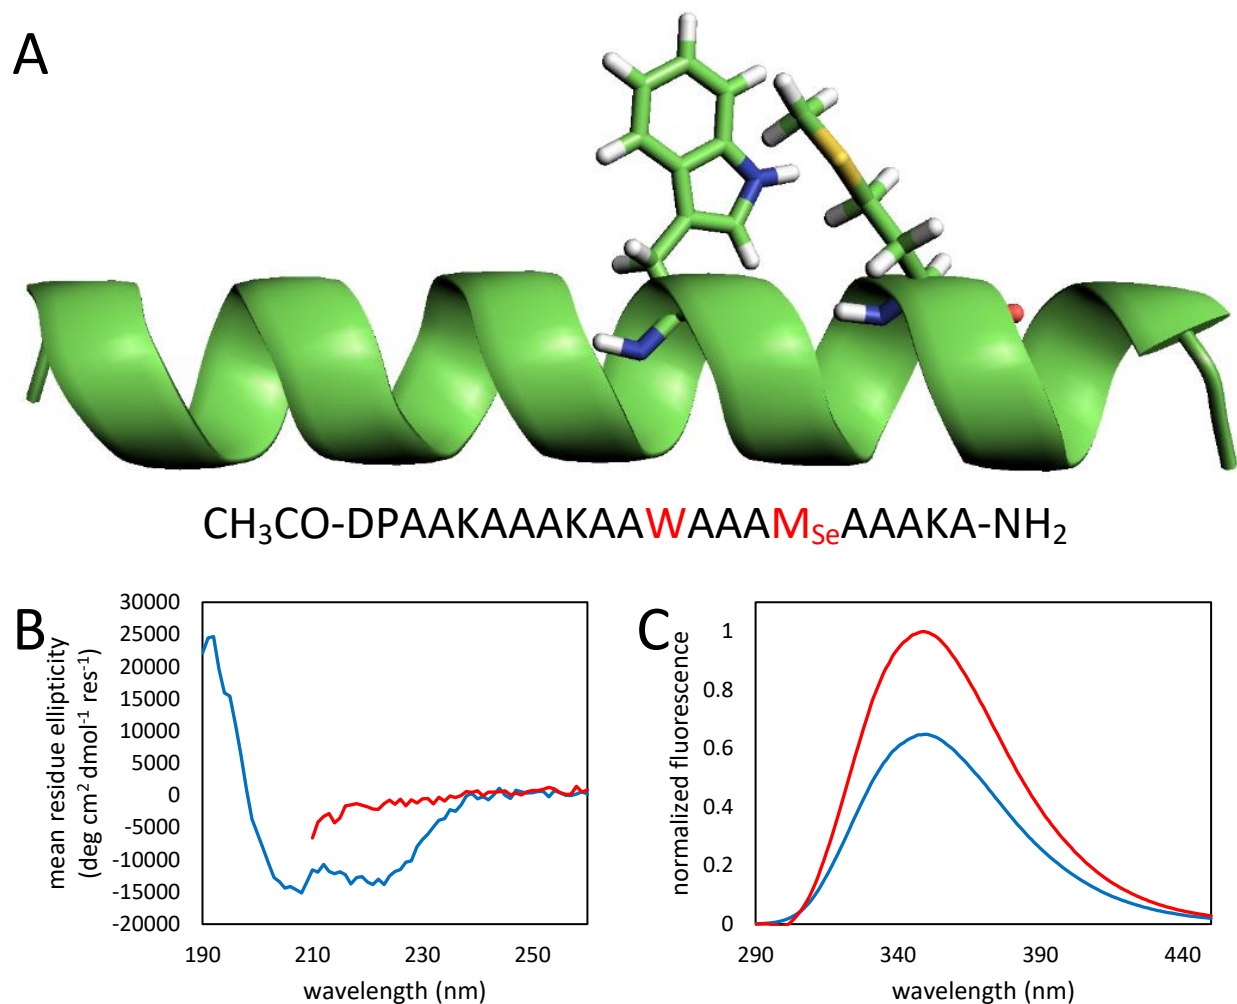 A
CH₃CO-DPAAKAAAKAAWAAAM_SeAAAKA-NH₂
B
mean residue ellipticity
(deg cm² dmol⁻¹ res⁻¹)
30000
25000
20000
15000
10000
5000
0
-5000
-10000
-15000
-20000
190
210
230
250
wavelength (nm)
C
normalized fluorescence
1
0.8
0.6
0.4
0.2
0
290
340
390
440
wavelength (nm)